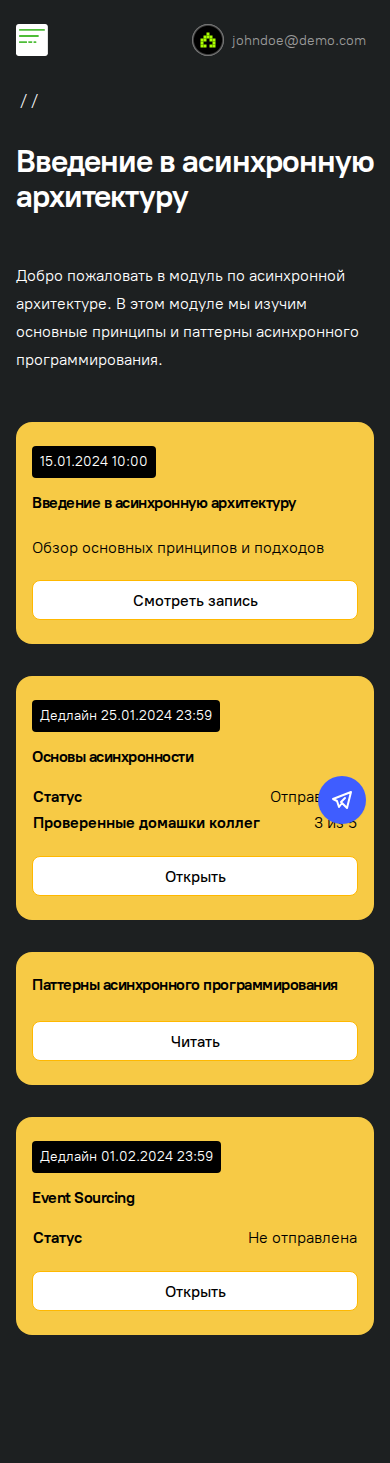 johndoe@demo.com
/ /
Введение в асинхронную
архитектуру
Добро пожаловать в модуль по асинхронной
архитектуре. В этом модуле мы изучим
основные принципы и паттерны асинхронного
программирования.
15.01.2024 10:00
Введение в асинхронную архитектуру
Обзор основных принципов и подходов
Смотреть запись
Дедлайн 25.01.2024 23:59
Основы асинхронности
Статус
Проверенные домашки коллег 3 из 5
Открыть
Паттерны асинхронного программирования
Читать
Дедлайн 01.02.2024 23:59
Event Sourcing
Статус Не отправлена
Открыть